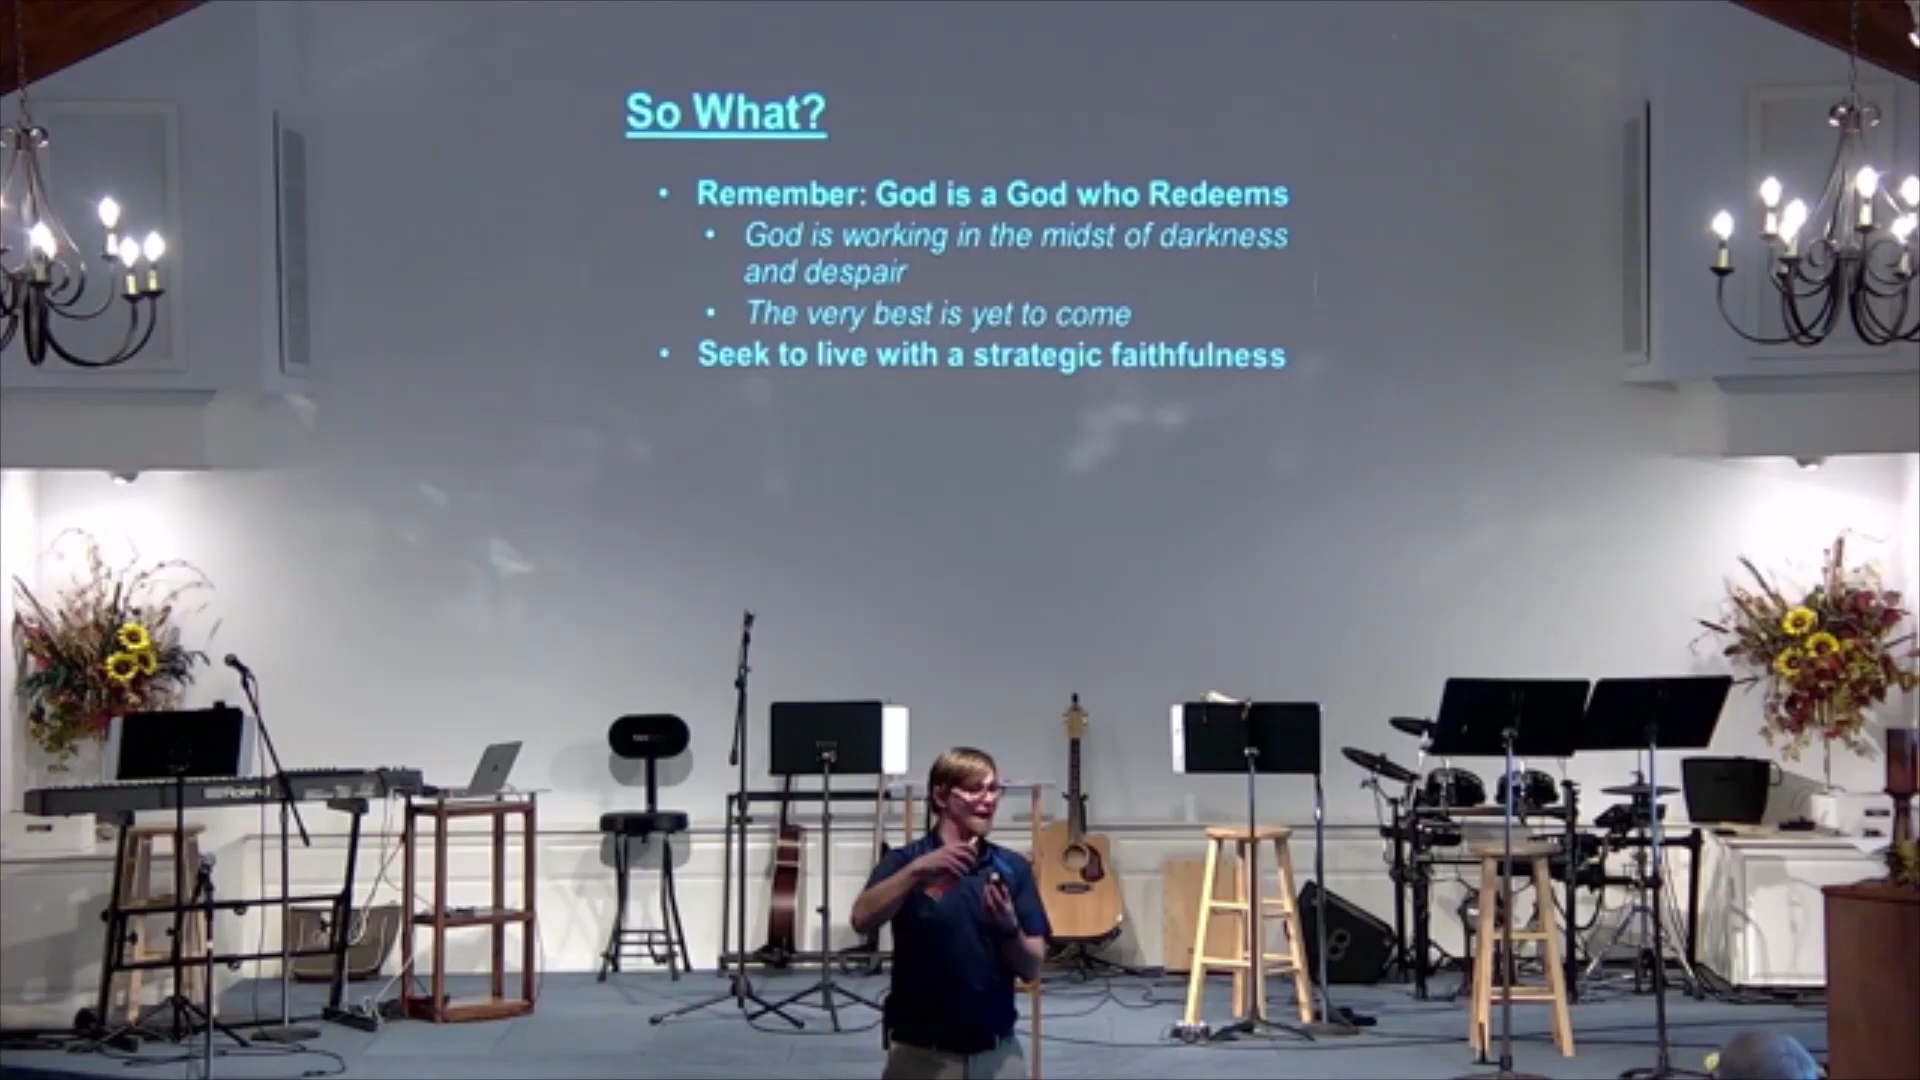 So What?
• Remember: God is a God who Redeems
• God is working in the midst of darkness
and despair
• The very best is yet to come
• Seek to live with a strategic faithfulness
Roland